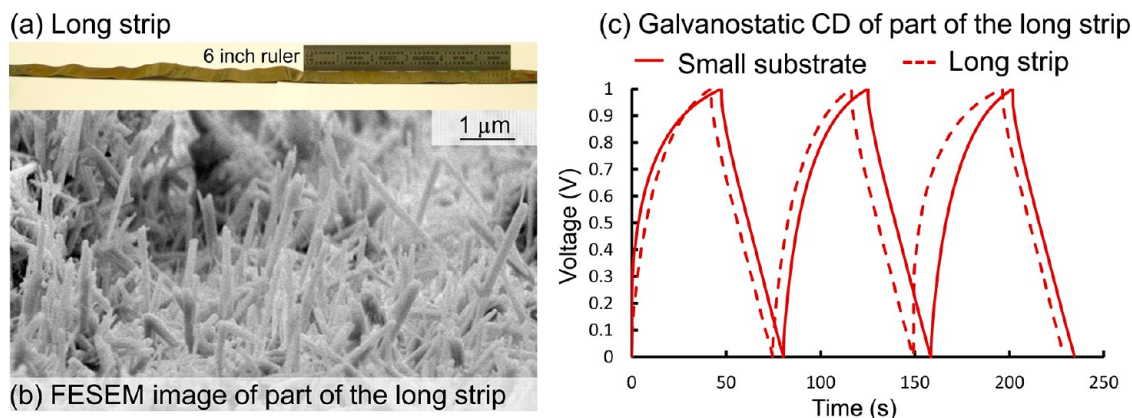 (a) Long strip
6 inch ruler
1 μm
(b) FESEM image of part of the long strip
(c) Galvanostatic CD of part of the long strip
Small substrate
Long strip
1
0.9
0.8
0.7
0.6
0.5
0.4
0.3
0.2
0.1
0
Voltage (V)
0
50
100
150
200
250
Time (s)